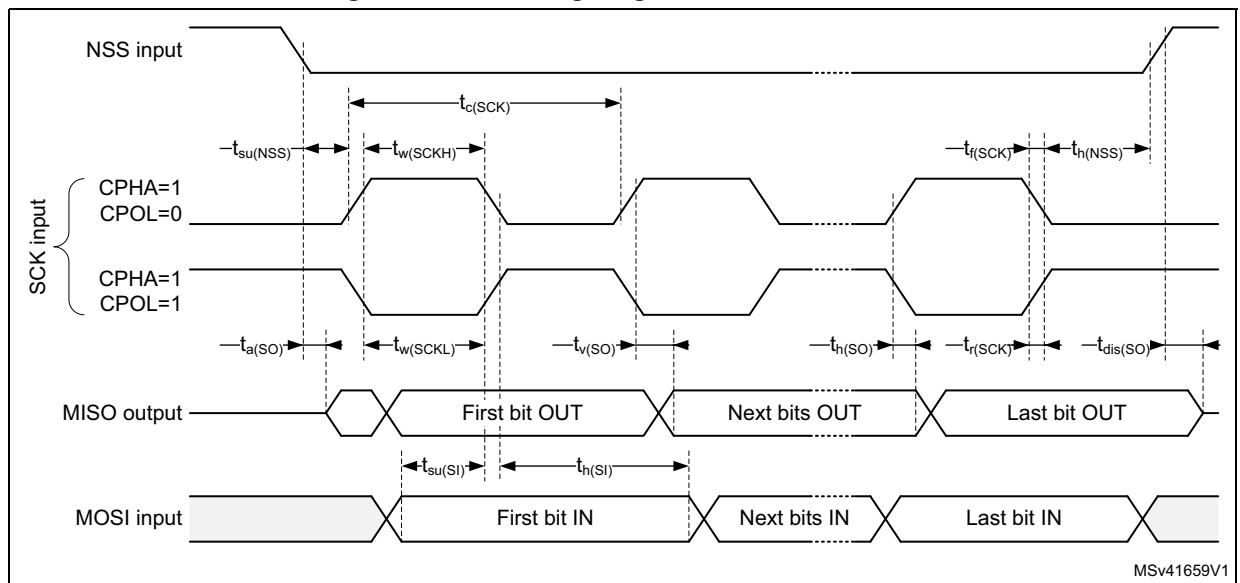 NSS input
tc(SCK)
tsu(NSS) tw(SCKH) tf(SCK) th(NSS)
SCK input
CPHA=1
CPOL=0
CPHA=1
CPOL=1
ta(SO) tw(SCKL) tv(SO) th(SO) tr(SCK) tdis(SO)
MISO output First bit OUT Next bits OUT Last bit OUT
tsu(SI) th(SI)
MOSI input First bit IN Next bits IN Last bit IN
MSv41659V1